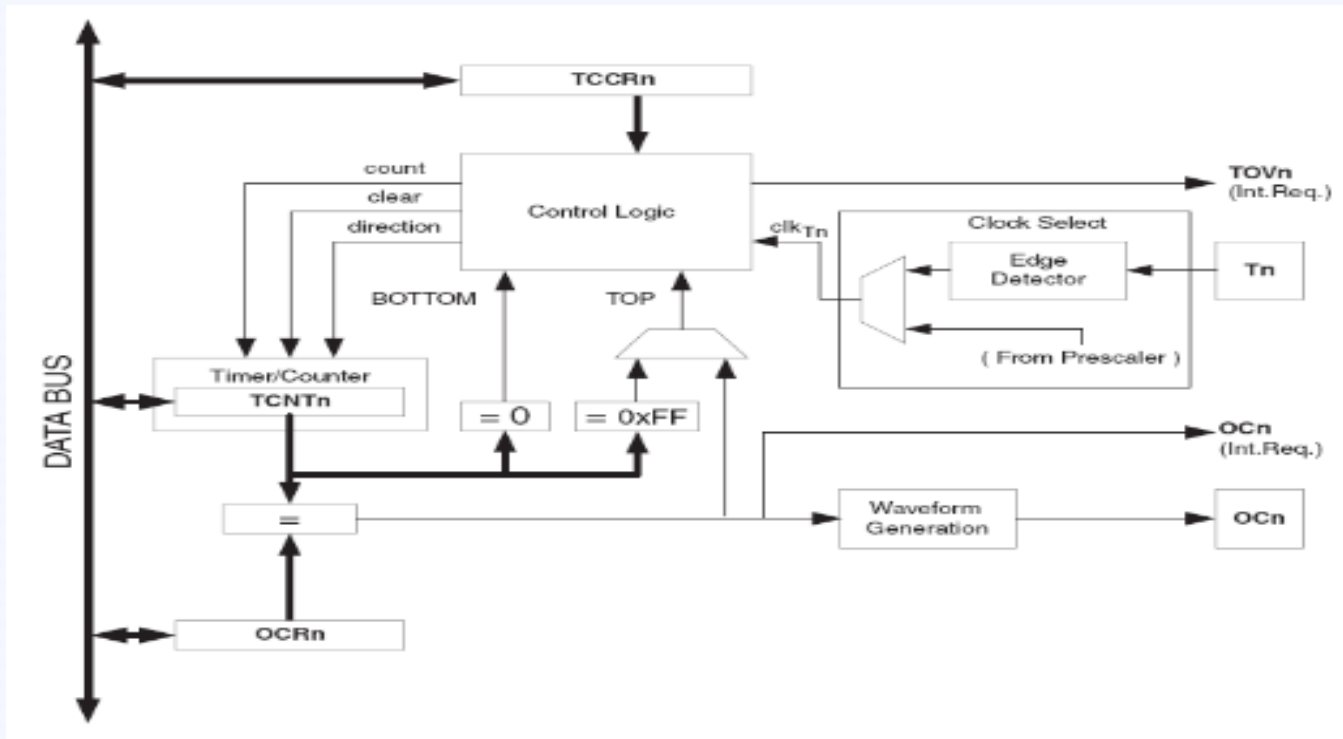 TCCRn
count
clear
direction
Control Logic
TOVn
(Int.Req.)
clkTn
Clock Select
Edge
Detector
Tn
( From Prescaler )
BOTTOM
TOP
DATA BUS
Timer/Counter
TCNTn
= 0
= 0xFF
OCn
(Int.Req.)
=
Waveform
Generation
OCn
OCRn